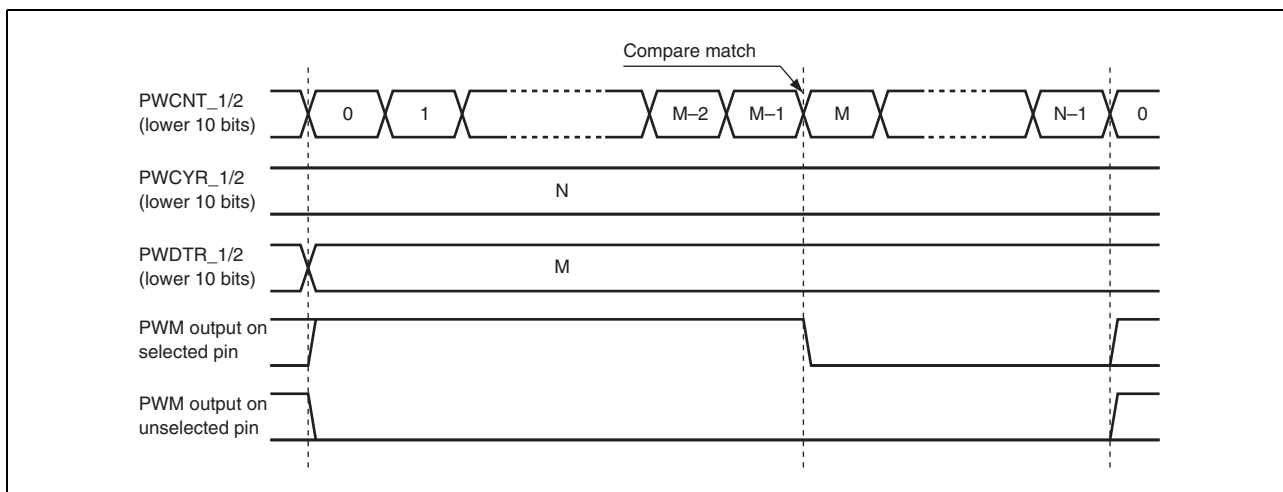 Compare match
PWCNT_1/2
(lower 10 bits)
0 1 M–2 M–1 M N–1 0
PWCYR_1/2
(lower 10 bits)
N
PWDTR_1/2
(lower 10 bits)
M
PWM output on
selected pin
PWM output on
unselected pin